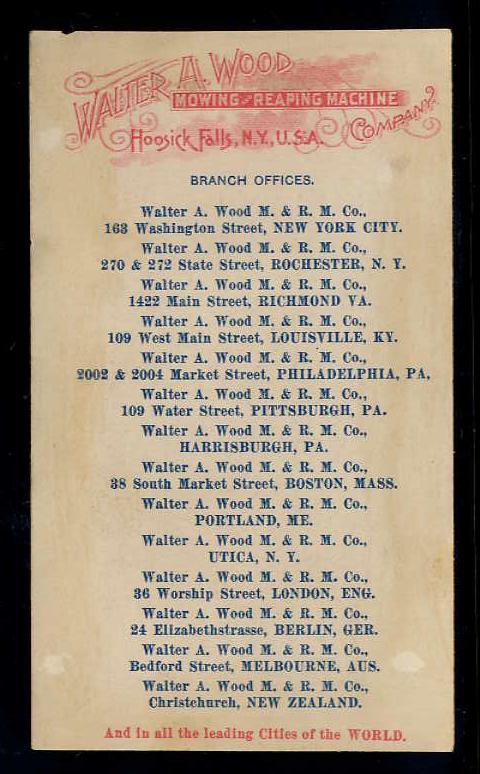 WALTER A. WOOD
MOWING AND REAPING MACHINE
COMPANY.
Hoosick Falls, N.Y., U.S.A.
BRANCH OFFICES.
Walter A. Wood M. & R. M. Co.,
163 Washington Street, NEW YORK CITY.
Walter A. Wood M. & R. M. Co.,
270 & 272 State Street, ROCHESTER, N. Y.
Walter A. Wood M. & R. M. Co.,
1422 Main Street, RICHMOND VA.
Walter A. Wood M. & R. M. Co.,
109 West Main Street, LOUISVILLE, KY.
Walter A. Wood M. & R. M. Co.,
2002 & 2004 Market Street, PHILADELPHIA, PA,
Walter A. Wood M. & R. M. Co.,
109 Water Street, PITTSBURGH, PA.
Walter A. Wood M. & R. M. Co.,
HARRISBURGH, PA.
Walter A. Wood M. & R. M. Co.,
38 South Market Street, BOSTON, MASS.
Walter A. Wood M. & R. M. Co.,
PORTLAND, ME.
Walter A. Wood M. & R. M. Co.,
UTICA, N. Y.
Walter A. Wood M. & R. M. Co.,
36 Worship Street, LONDON, ENG.
Walter A. Wood M. & R. M. Co.,
24 Elizabethstrasse, BERLIN, GER.
Walter A. Wood M. & R. M. Co.,
Bedford Street, MELBOURNE, AUS.
Walter A. Wood M. & R. M. Co.,
Christchurch, NEW ZEALAND.
And in all the leading Cities of the WORLD.